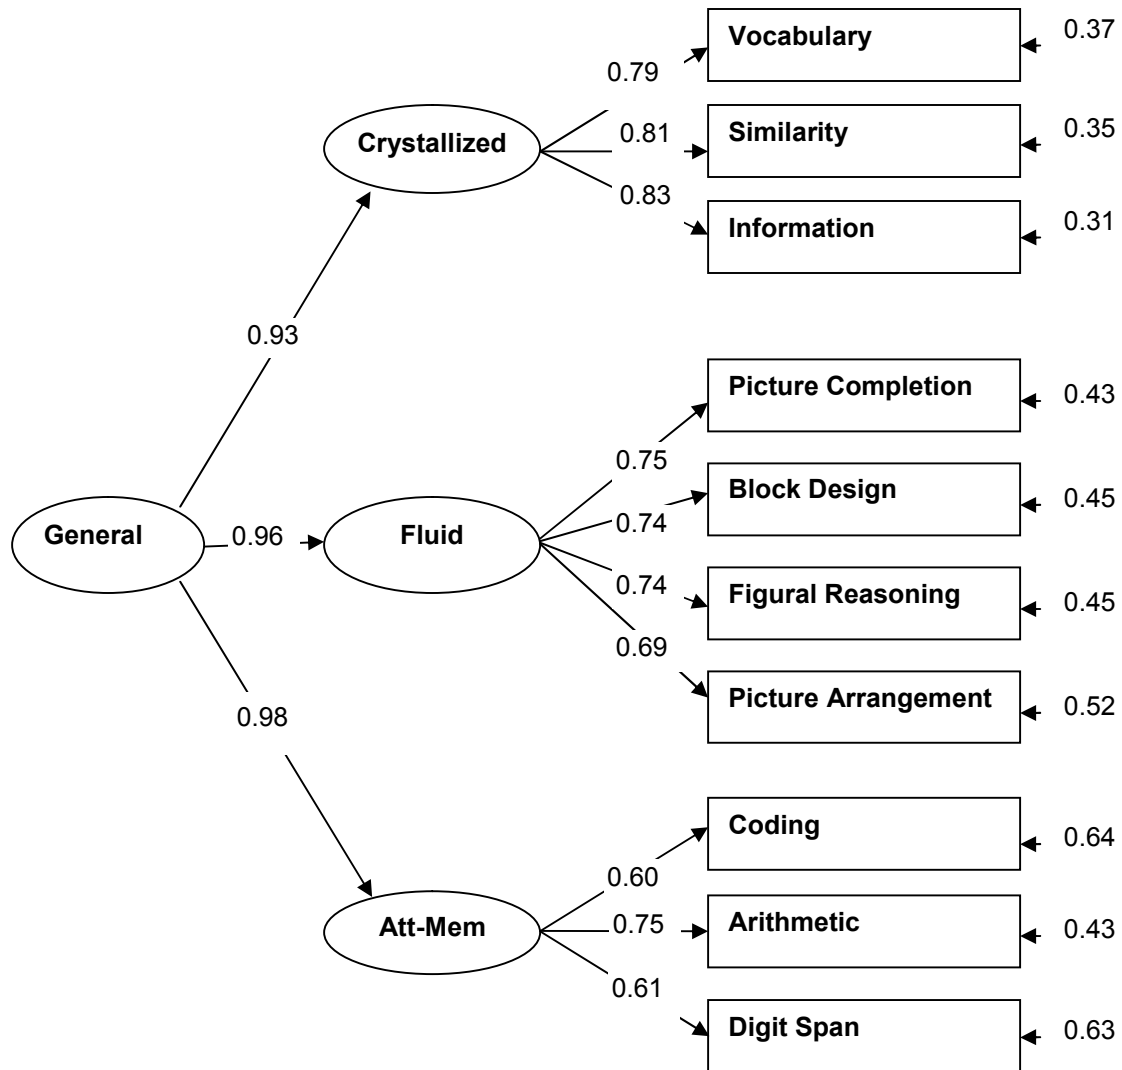 Vocabulary
0.37
0.79
Crystallized
0.81
Similarity
0.35
0.83
Information
0.31
0.93
Picture Completion
0.43
0.75
Block Design
0.45
General
0.96
Fluid
0.74
0.74
Figural Reasoning
0.45
0.69
Picture Arrangement
0.52
0.98
Coding
0.64
0.60
Att-Mem
0.75
Arithmetic
0.43
0.61
Digit Span
0.63